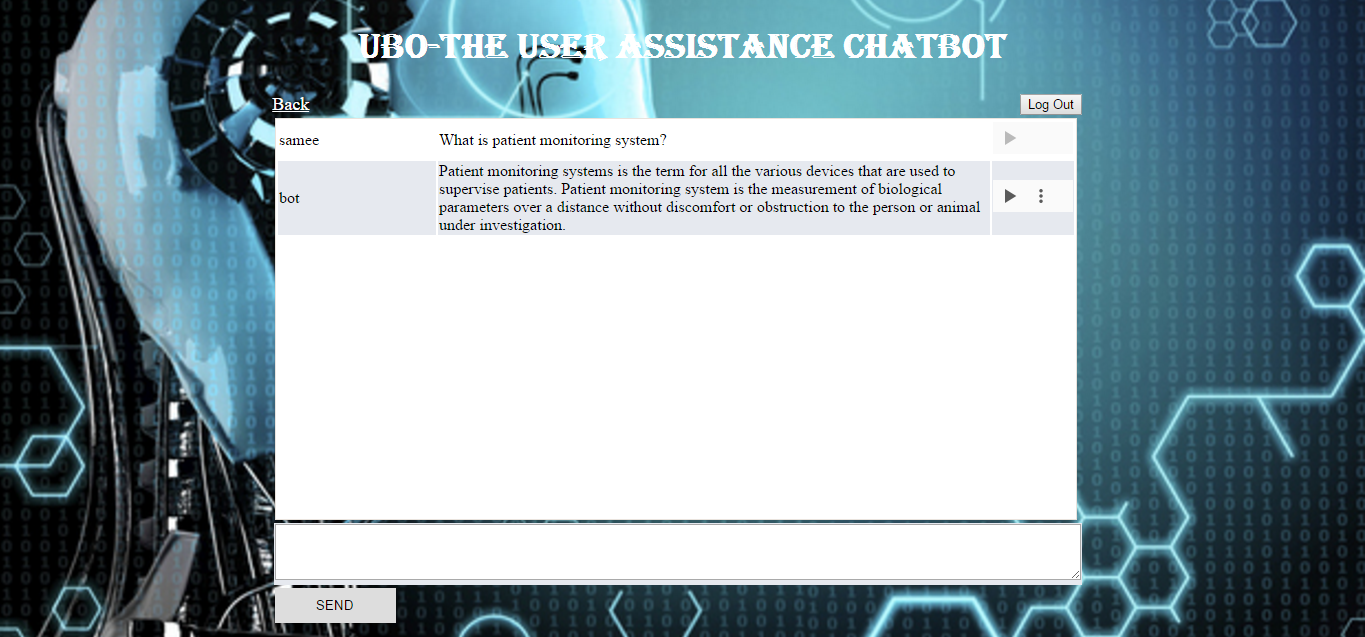 UBO-THE USER ASSISTANCE CHATBOT
Back
Log Out
samee
What is patient monitoring system?
bot
Patient monitoring systems is the term for all the various devices that are used to
supervise patients. Patient monitoring system is the measurement of biological
parameters over a distance without discomfort or obstruction to the person or animal
under investigation.
SEND